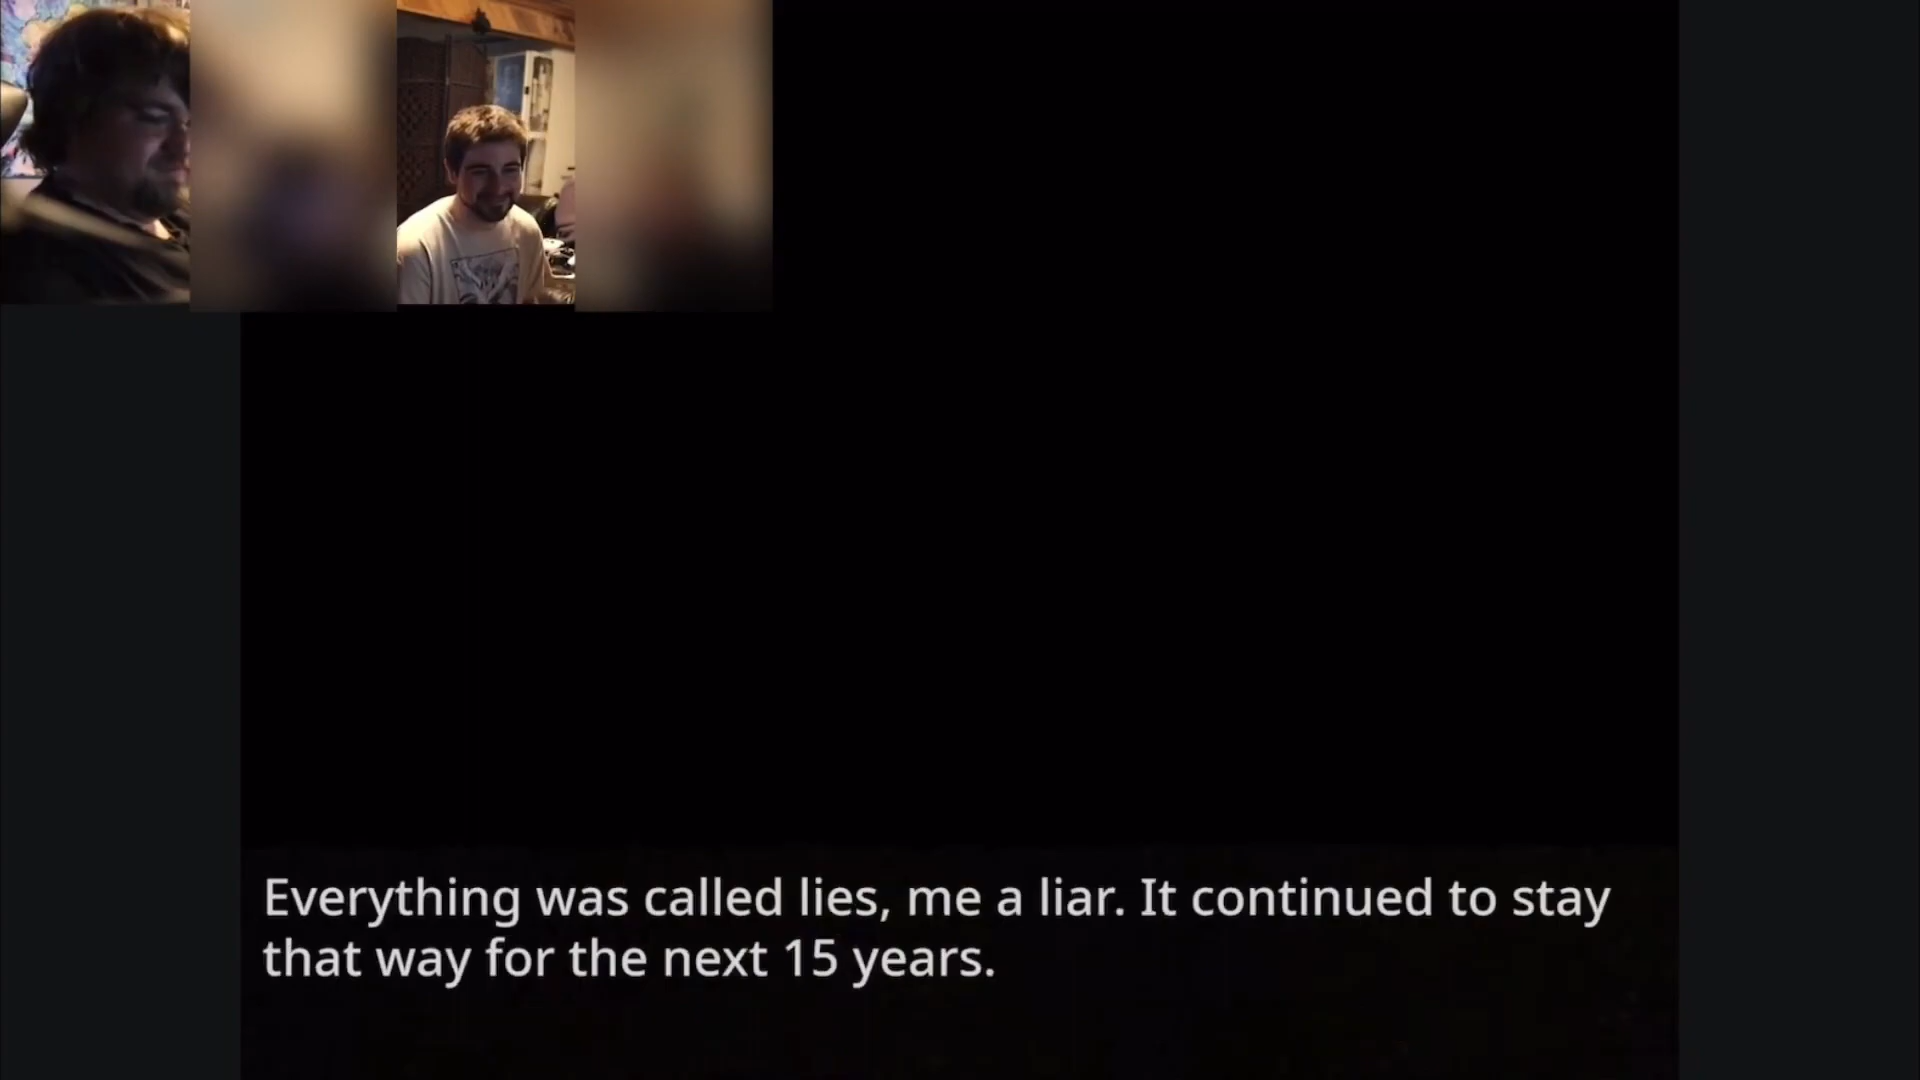 Everything was called lies, me a liar. It continued to stay
that way for the next 15 years.